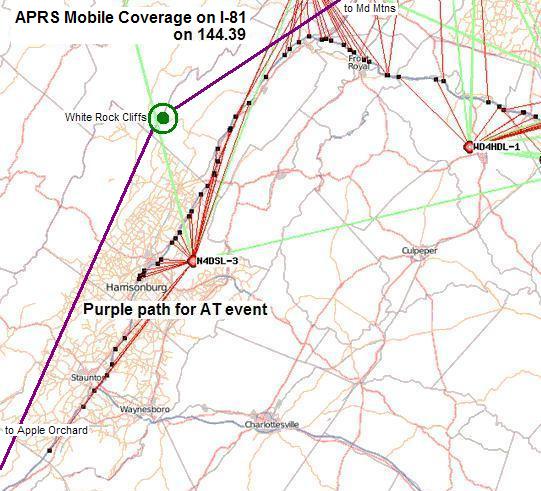 APRS Mobile Coverage on I-81
on 144.39
to Md Mtns
Front
Royal
White Rock Cliffs
WD4HDL-1
Culpeper
N4DSL-3
Harrisonburg
Purple path for AT event
Staunton
Waynesboro
Charlottesville
to Apple Orchard